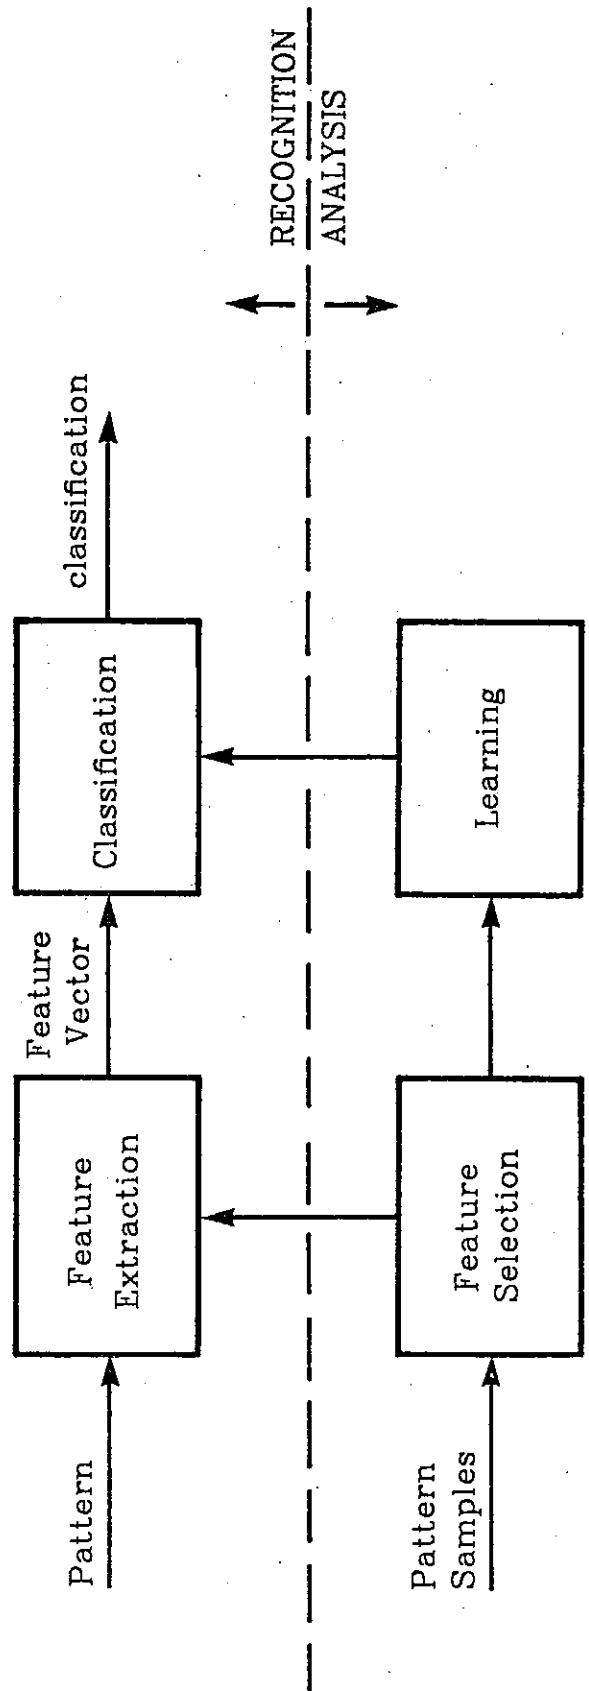 Pattern
Feature
Extraction
Feature
Vector
Classification
classification
RECOGNITION
ANALYSIS
Pattern
Samples
Feature
Selection
Learning